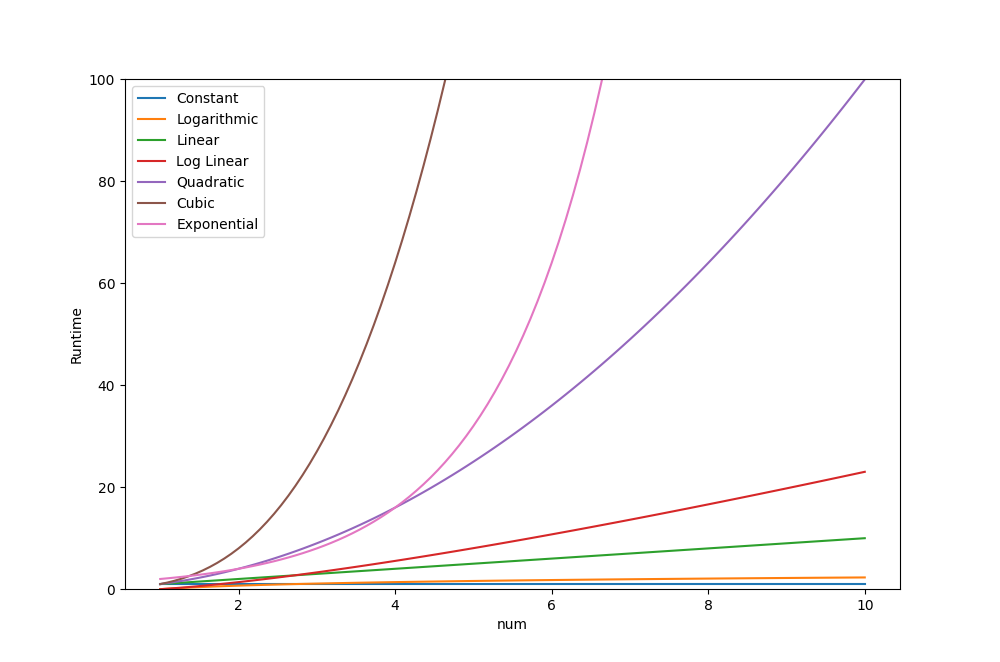 100
80
60
40
20
0
Runtime
Constant
Logarithmic
Linear
Log Linear
Quadratic
Cubic
Exponential
2 4 6 8 10
num